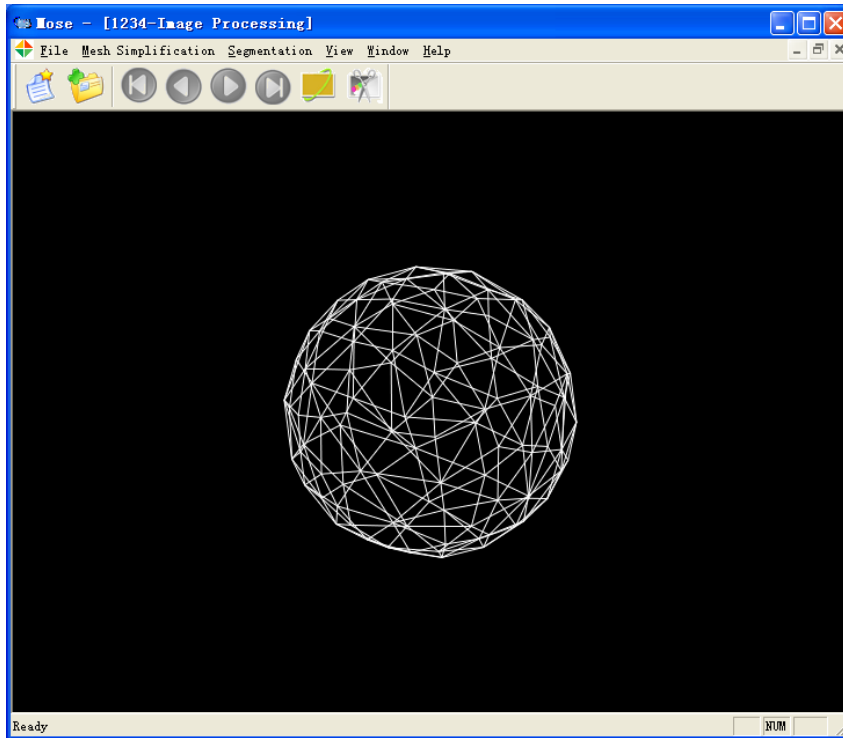 Mose - [1234-Image Processing]
File Mesh Simplification Segmentation View Window Help
Ready NUM